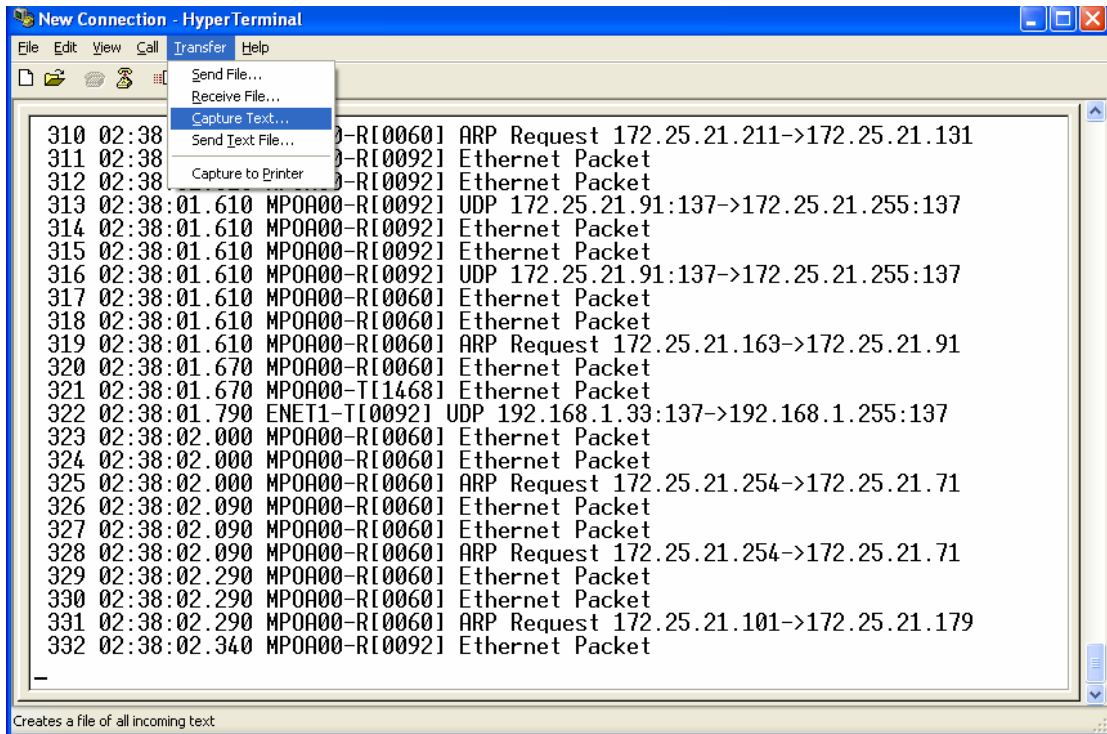 New Connection - HyperTerminal
File Edit View Call Transfer Help
Send File...
Receive File...
Capture Text...
Send Text File...
Capture to Printer
310 02:38 0-R[0060] ARP Request 172.25.21.211->172.25.21.131
311 02:38 0-R[0092] Ethernet Packet
312 02:38 0-R[0092] Ethernet Packet
313 02:38:01.610 MPOA00-R[0092] UDP 172.25.21.91:137->172.25.21.255:137
314 02:38:01.610 MPOA00-R[0092] Ethernet Packet
315 02:38:01.610 MPOA00-R[0092] Ethernet Packet
316 02:38:01.610 MPOA00-R[0092] UDP 172.25.21.91:137->172.25.21.255:137
317 02:38:01.610 MPOA00-R[0060] Ethernet Packet
318 02:38:01.610 MPOA00-R[0060] Ethernet Packet
319 02:38:01.610 MPOA00-R[0060] ARP Request 172.25.21.163->172.25.21.91
320 02:38:01.670 MPOA00-R[0060] Ethernet Packet
321 02:38:01.670 MPOA00-T[1468] Ethernet Packet
322 02:38:01.790 ENET1-T[0092] UDP 192.168.1.33:137->192.168.1.255:137
323 02:38:02.000 MPOA00-R[0060] Ethernet Packet
324 02:38:02.000 MPOA00-R[0060] Ethernet Packet
325 02:38:02.000 MPOA00-R[0060] ARP Request 172.25.21.254->172.25.21.71
326 02:38:02.090 MPOA00-R[0060] Ethernet Packet
327 02:38:02.090 MPOA00-R[0060] Ethernet Packet
328 02:38:02.090 MPOA00-R[0060] ARP Request 172.25.21.254->172.25.21.71
329 02:38:02.290 MPOA00-R[0060] Ethernet Packet
330 02:38:02.290 MPOA00-R[0060] Ethernet Packet
331 02:38:02.290 MPOA00-R[0060] ARP Request 172.25.21.101->172.25.21.179
332 02:38:02.340 MPOA00-R[0092] Ethernet Packet
Creates a file of all incoming text